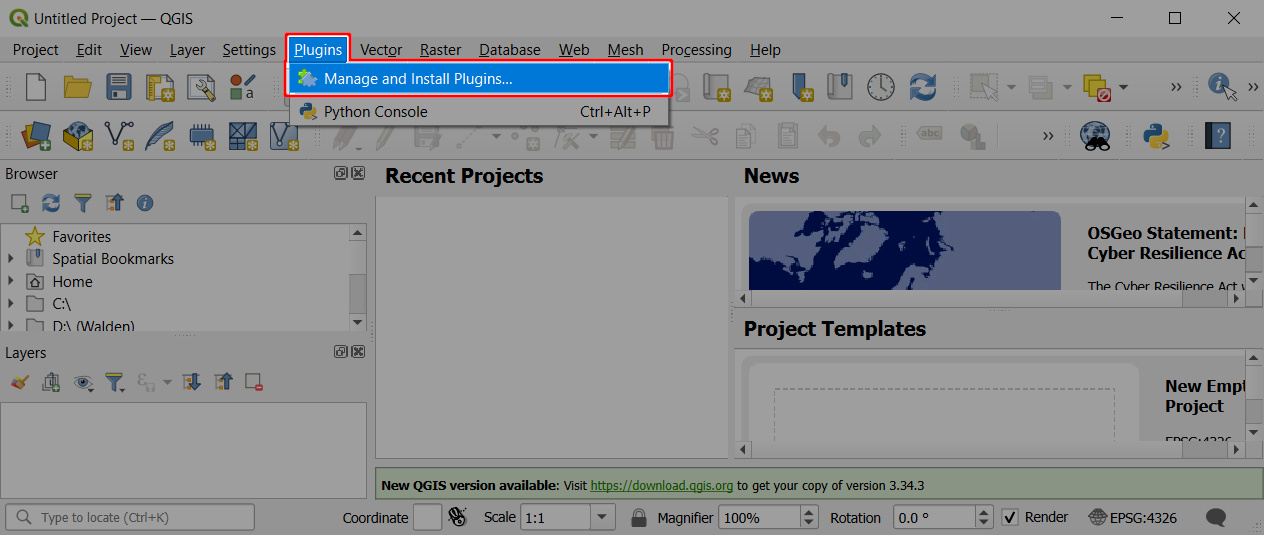 Untitled Project — QGIS
Project Edit View Layer Settings Plugins Vector Raster Database Web Mesh Processing Help
Manage and Install Plugins...
Python Console Ctrl+Alt+P
Browser
Favorites
Spatial Bookmarks
Home
C:\
D:\ (Walden)
Layers
Recent Projects
News
OSGeo Statement:
Cyber Resilience Ac
The Cyber Resilience Act
Project Templates
New Empt
Project
EPSG:4326
New QGIS version available: Visit https://download.qgis.org to get your copy of version 3.34.3
Type to locate (Ctrl+K) Coordinate Scale 1:1 Magnifier 100% Rotation 0.0 ° Render EPSG:4326